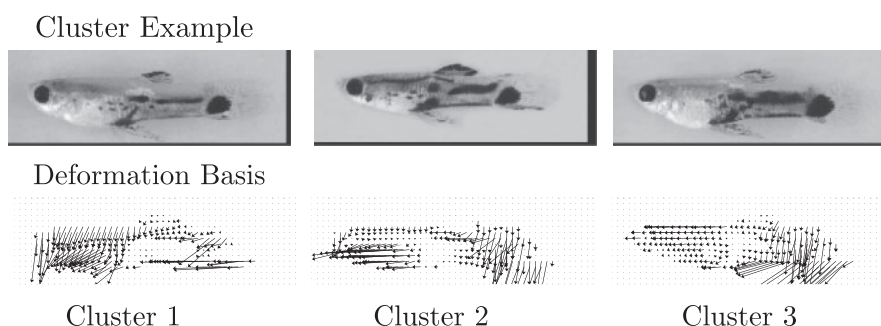 Cluster Example
Deformation Basis
Cluster 1
Cluster 2
Cluster 3